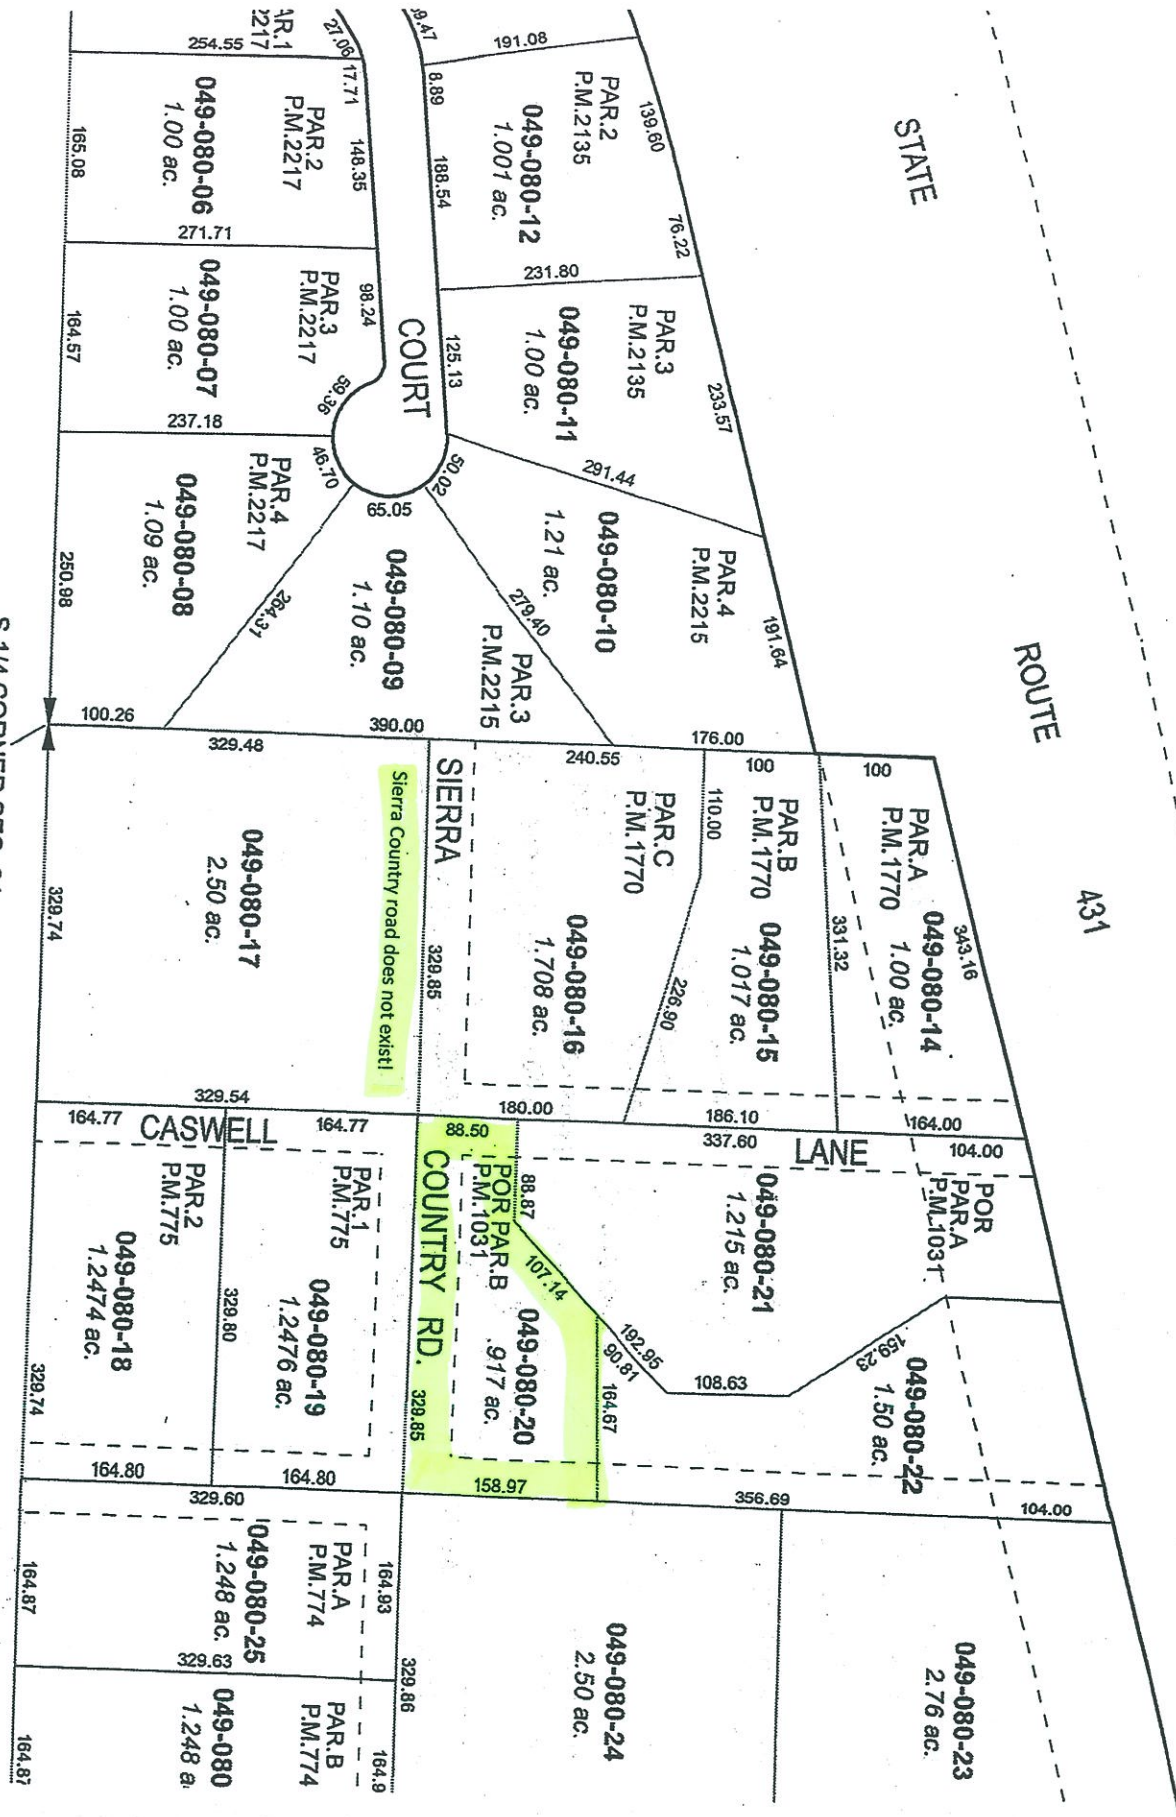 STATE
ROUTE
431
191.08
139.60
76.22
233.57
191.64
PAR.2
P.M.2135
049-080-12
1.001 ac.
8.89
188.54
231.80
PAR.3
P.M.2135
049-080-11
1.00 ac.
125.13
291.44
PAR.4
P.M.2215
049-080-10
1.21 ac.
50.02
279.40
PAR.3
P.M.2215
049-080-09
1.10 ac.
65.05
264.31
COURT
27.06
17.71
148.35
98.24
59.36
46.70
254.55
PAR.2
P.M.2217
049-080-06
1.00 ac.
165.08
271.71
PAR.3
P.M.2217
049-080-07
1.00 ac.
164.57
237.18
PAR.4
P.M.2217
049-080-08
1.09 ac.
250.98
100.26
390.00
176.00
329.48
240.55
100
100
343.16
PAR.A
P.M.1770
049-080-14
1.00 ac.
331.32
PAR.B
P.M.1770
049-080-15
1.017 ac.
110.00
226.90
PAR.C
P.M.1770
049-080-16
1.708 ac.
SIERRA
329.85
Sierra Country road does not exist!
049-080-17
2.50 ac.
329.74
329.54
180.00
186.10
164.00
164.77
CASWELL
164.77
88.50
337.60
LANE
104.00
POR
PAR.A
P.M.1031
049-080-21
1.215 ac.
88.87
107.14
192.95
90.81
108.63
159.23
049-080-22
1.50 ac.
164.67
POR PAR.B
P.M.1031
049-080-20
.917 ac.
COUNTRY RD.
329.85
PAR.1
P.M.775
049-080-19
1.2476 ac.
329.80
PAR.2
P.M.775
049-080-18
1.2474 ac.
329.74
164.80
164.80
158.97
329.60
356.69
104.00
049-080-23
2.76 ac.
049-080-24
2.50 ac.
329.86
164.93
164.9
PAR.A
P.M.774
049-080-25
1.248 ac.
329.63
PAR.B
P.M.774
049-080
1.248 a
164.87
164.87